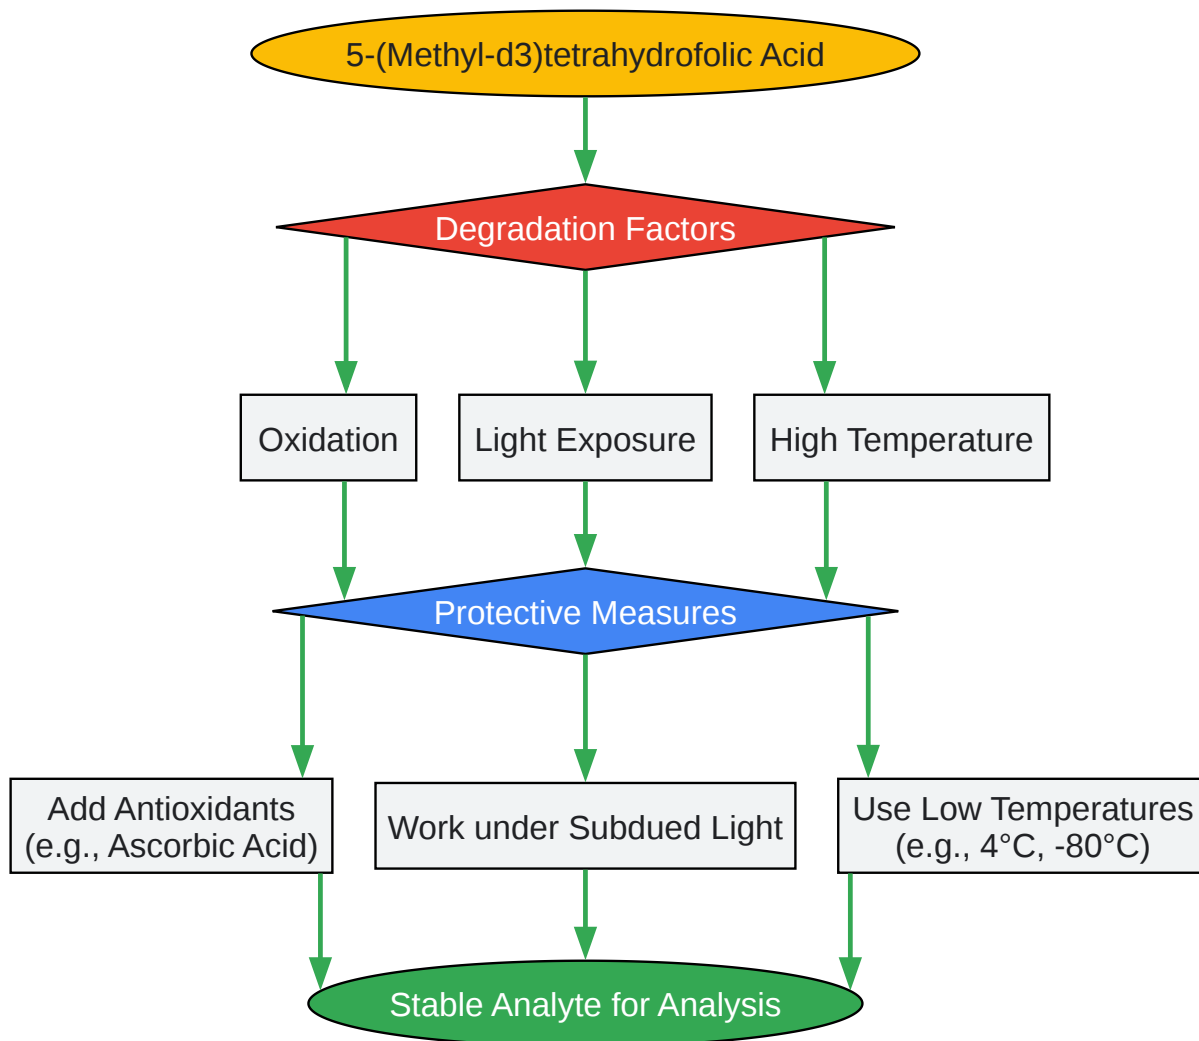 5-(Methyl-d3)tetrahydrofolic Acid
Degradation Factors
Oxidation
Light Exposure
High Temperature
Protective Measures
Add Antioxidants
(e.g., Ascorbic Acid)
Work under Subdued Light
Use Low Temperatures
(e.g., 4°C, -80°C)
Stable Analyte for Analysis